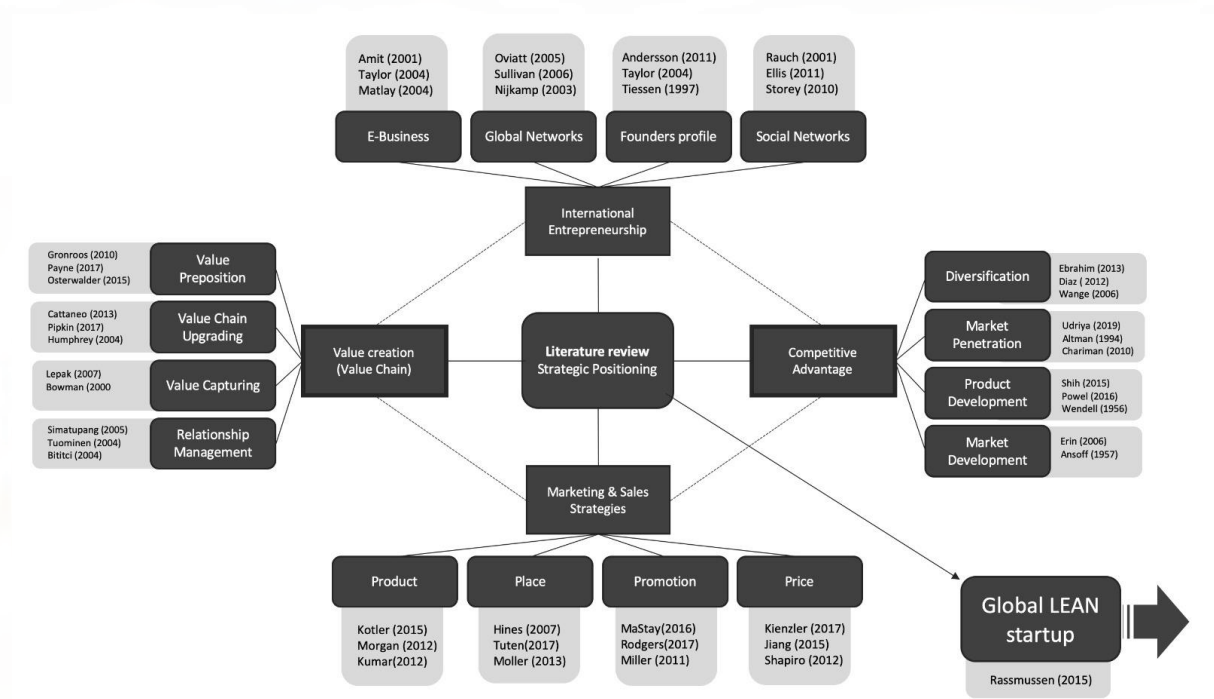 Amit (2001)
Taylor (2004)
Matlay (2004)
E-Business
Oviatt (2005)
Sullivan (2006)
Nijkamp (2003)
Global Networks
Andersson (2011)
Taylor (2004)
Tiessen (1997)
Founders profile
Rauch (2001)
Ellis (2011)
Storey (2010)
Social Networks
International
Entrepreneurship
Gronroos (2010)
Payne (2017)
Osterwalder (2015)
Value
Preposition
Cattaneo (2013)
Pipkin (2017)
Humphrey (2004)
Value Chain
Upgrading
Lepak (2007)
Bowman (2000
Value Capturing
Simatupang (2005)
Tuominen (2004)
Bititci (2004)
Relationship
Management
Value creation
(Value Chain)
Literature review
Strategic Positioning
Competitive
Advantage
Diversification
Ebrahim (2013)
Diaz ( 2012)
Wange (2006)
Market
Penetration
Udriya (2019)
Altman (1994)
Chariman (2010)
Product
Development
Shih (2015)
Powel (2016)
Wendell (1956)
Market
Development
Erin (2006)
Ansoff (1957)
Marketing & Sales
Strategies
Product
Kotler (2015)
Morgan (2012)
Kumar(2012)
Place
Hines (2007)
Tuten(2017)
Moller (2013)
Promotion
MaStay(2016)
Rodgers(2017)
Miller (2011)
Price
Kienzler (2017)
Jiang (2015)
Shapiro (2012)
Global LEAN
startup
Rassmussen (2015)